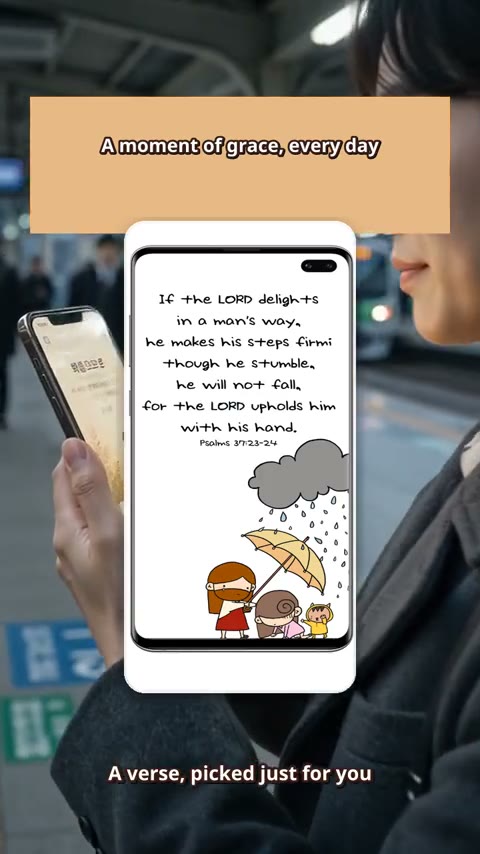 A moment of grace, every day
If the LORD delights
in a man's way,
he makes his steps firm;
though he stumble,
he will not fall,
for the LORD upholds him
with his hand.
Psalms 37:23-24
A verse, picked just for you